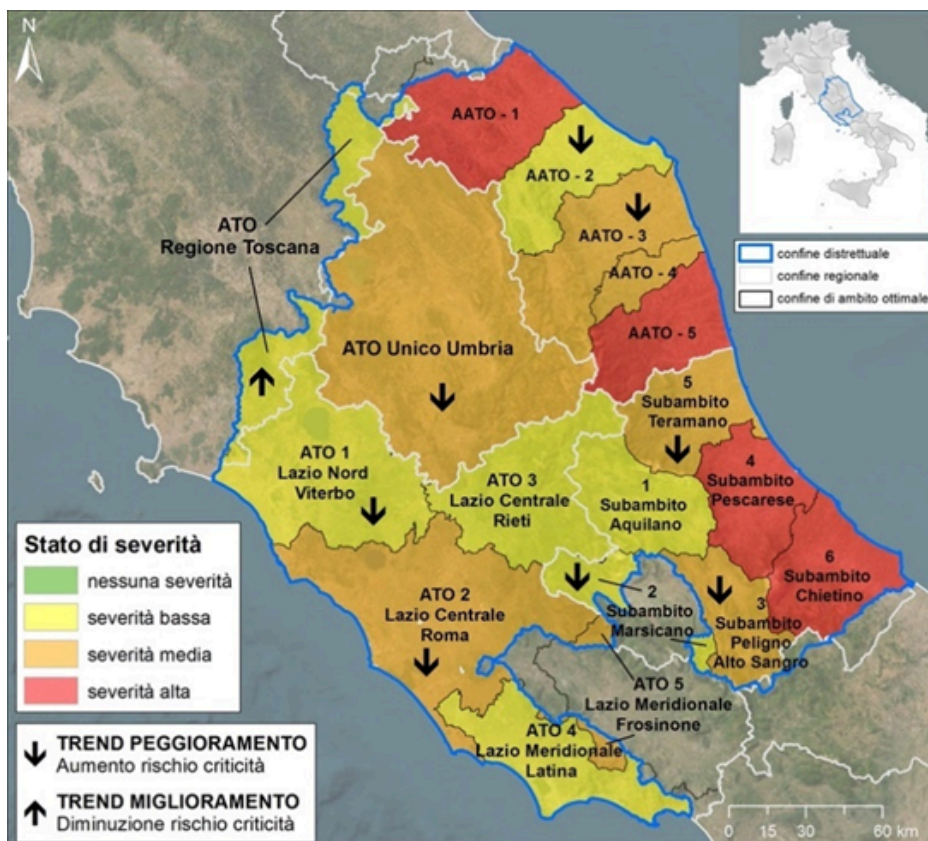 N
AATO - 1
AATO - 2
AATO - 3
AATO - 4
AATO - 5
ATO
Regione Toscana
ATO Unico Umbria
5
Subambito
Teramano
4
Subambito
Pescarese
6
Subambito
Chietino
ATO 1
Lazio Nord
Viterbo
ATO 3
Lazio Centrale
Rieti
1
Subambito
Aquilano
2
Subambito
Marsicano
3
Subambito
Peligno
Alto Sangro
ATO 2
Lazio Centrale
Roma
ATO 5
Lazio Meridionale
Frosinone
ATO 4
Lazio Meridionale
Latina
confine distrettuale
confine regionale
confine di ambito ottimale
Stato di severità
nessuna severità
severità bassa
severità media
severità alta
TREND PEGGIORAMENTO
Aumento rischio criticità
TREND MIGLIORAMENTO
Diminuzione rischio criticità
0 15 30 60 km